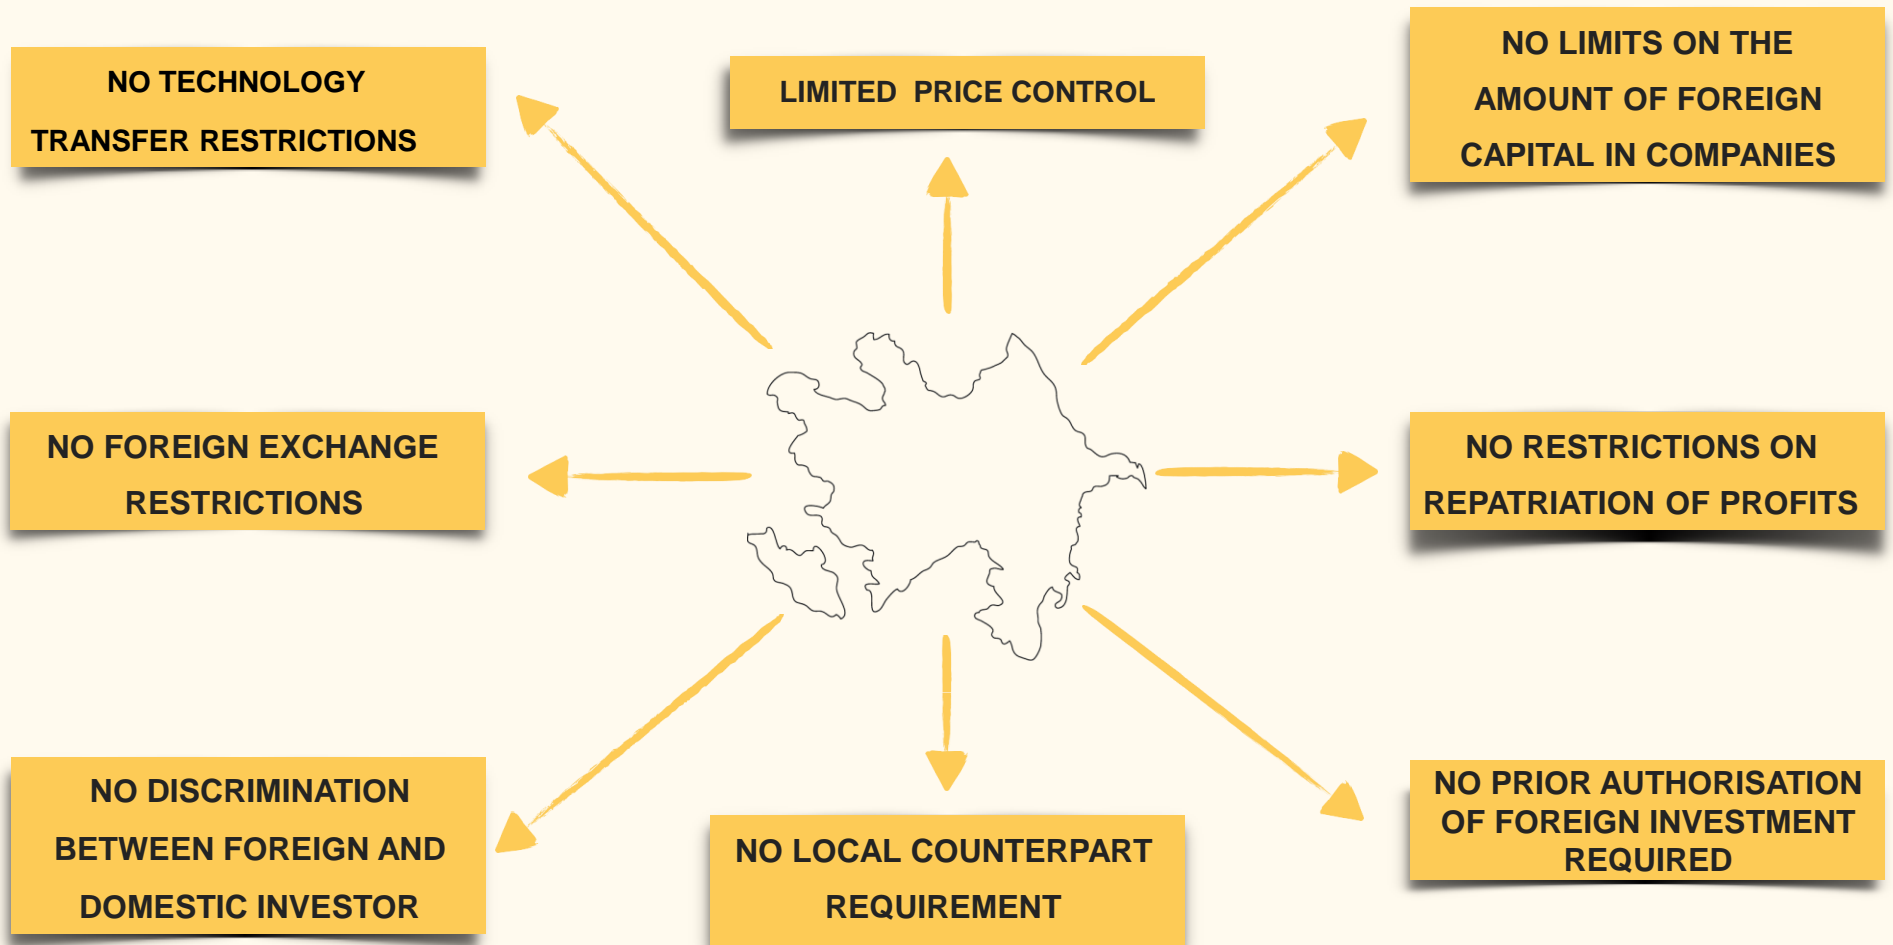 NO TECHNOLOGY
TRANSFER RESTRICTIONS
LIMITED PRICE CONTROL
NO LIMITS ON THE
AMOUNT OF FOREIGN
CAPITAL IN COMPANIES
NO FOREIGN EXCHANGE
RESTRICTIONS
NO RESTRICTIONS ON
REPATRIATION OF PROFITS
NO DISCRIMINATION
BETWEEN FOREIGN AND
DOMESTIC INVESTOR
NO LOCAL COUNTERPART
REQUIREMENT
NO PRIOR AUTHORISATION
OF FOREIGN INVESTMENT
REQUIRED